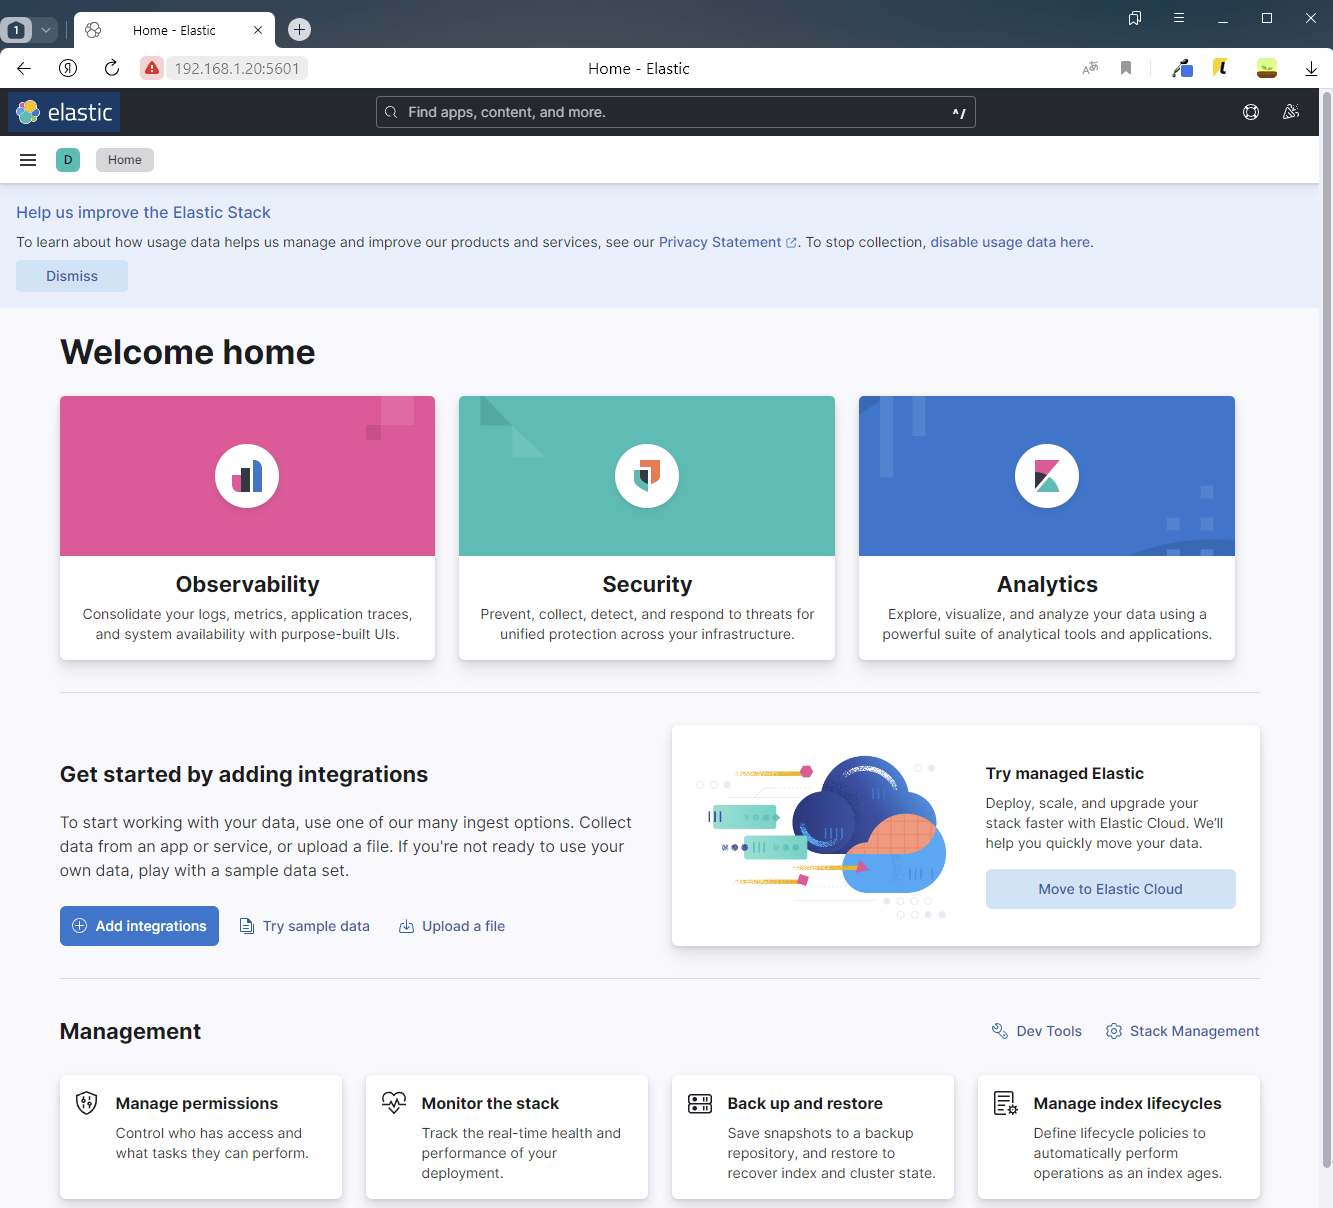 1
Home - Elastic
192.168.1.20:5601
Home - Elastic
elastic
Find apps, content, and more.
^/
D
Home
Help us improve the Elastic Stack
To learn about how usage data helps us manage and improve our products and services, see our Privacy Statement. To stop collection, disable usage data here.
Dismiss
Welcome home
Observability
Consolidate your logs, metrics, application traces,
and system availability with purpose-built UIs.
Security
Prevent, collect, detect, and respond to threats for
unified protection across your infrastructure.
Analytics
Explore, visualize, and analyze your data using a
powerful suite of analytical tools and applications.
Get started by adding integrations
To start working with your data, use one of our many ingest options. Collect
data from an app or service, or upload a file. If you're not ready to use your
own data, play with a sample data set.
Add integrations
Try sample data
Upload a file
Try managed Elastic
Deploy, scale, and upgrade your
stack faster with Elastic Cloud. We’ll
help you quickly move your data.
Move to Elastic Cloud
Management
Dev Tools
Stack Management
Manage permissions
Control who has access and
what tasks they can perform.
Monitor the stack
Track the real-time health and
performance of your
deployment.
Back up and restore
Save snapshots to a backup
repository, and restore to
recover index and cluster state.
Manage index lifecycles
Define lifecycle policies to
automatically perform
operations as an index ages.